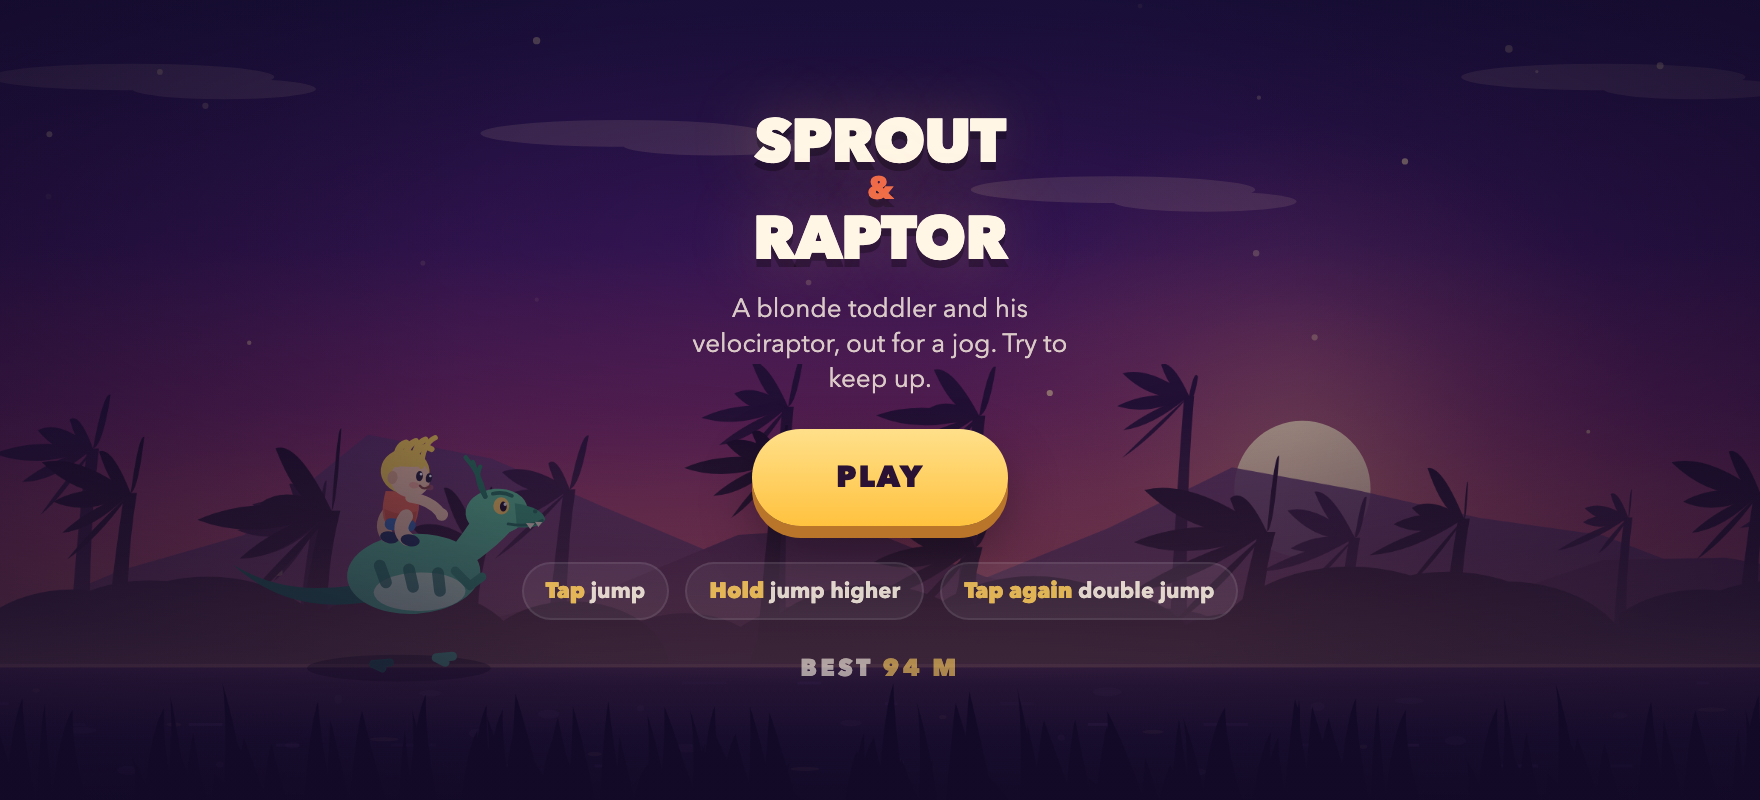 SPROUT
&
RAPTOR
A blonde toddler and his
velociraptor, out for a jog. Try to
keep up.
PLAY
Tap jump
Hold jump higher
Tap again double jump
BEST 94 M